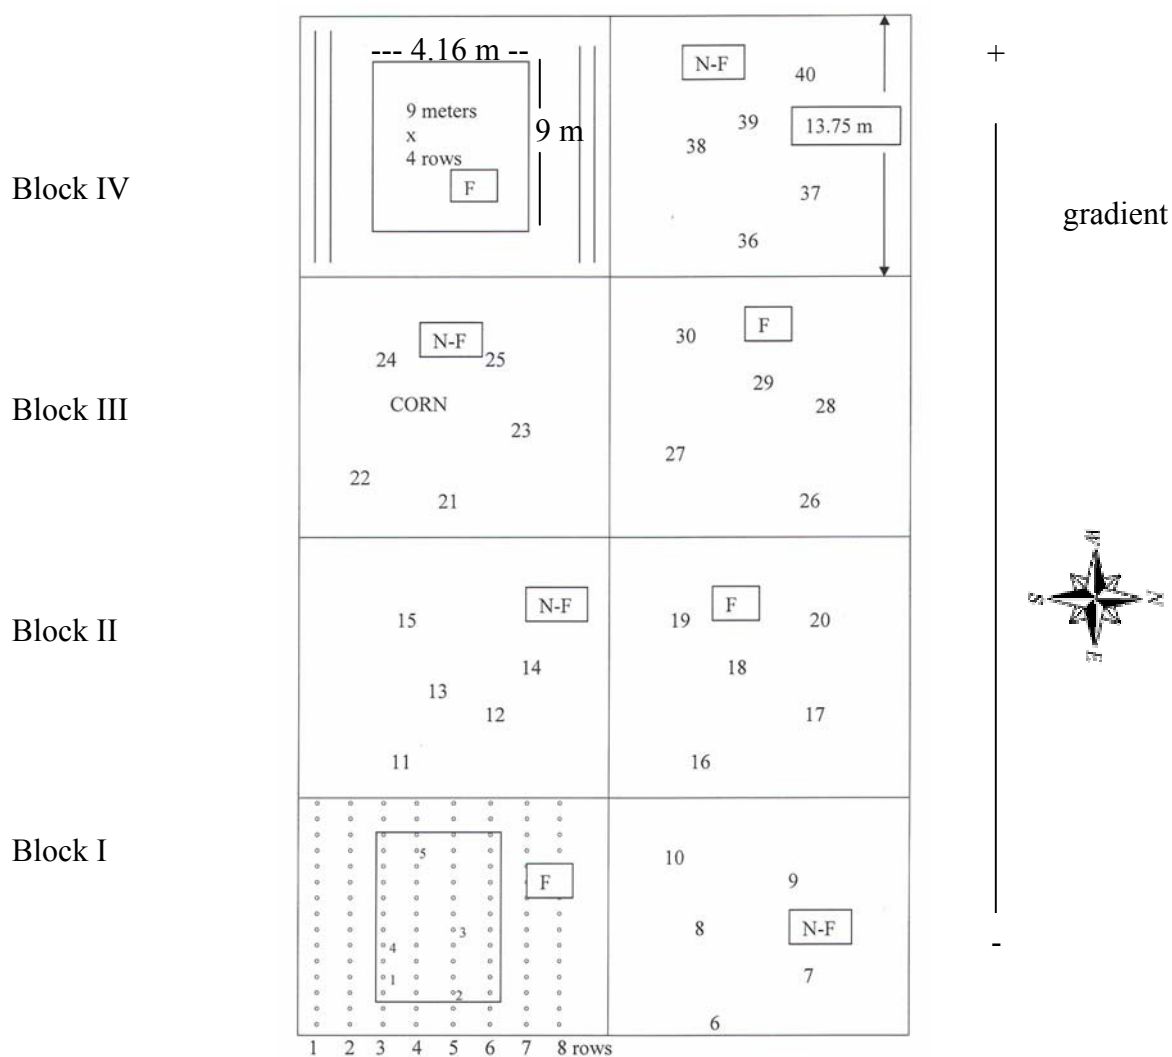 --- 4.16 m --
N-F
40
+
9 meters
x
4 rows
9 m
39
13.75 m
38
Block IV
F
37
gradient
36
N-F
30
F
24
25
29
Block III
CORN
28
23
27
22
21
26
N-F
F
Block II
15
19
20
14
18
13
12
17
11
16
W
S
N
E
Block I
5
F
10
9
3
8
N-F
4
-
1
7
2
6
1 2 3 4 5 6 7 8 rows